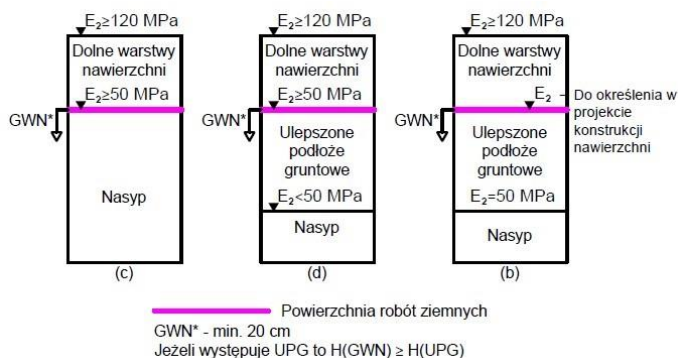 E₂≥120 MPa
Dolne warstwy
nawierzchni
E₂≥50 MPa
GWN*
Nasyp
(c)
E₂≥120 MPa
Dolne warstwy
nawierzchni
E₂≥50 MPa
GWN*
Ulepszone
podłoże
gruntowe
E₂<50 MPa
Nasyp
(d)
E₂≥120 MPa
Dolne warstwy
nawierzchni
E₂ - Do określenia w
projekcie
konstrukcji
nawierzchni
GWN*
Ulepszone
podłoże
gruntowe
E₂=50 MPa
Nasyp
(b)
Powierzchnia robót ziemnych
GWN* - min. 20 cm
Jeżeli występuje UPG to H(GWN) ≥ H(UPG)